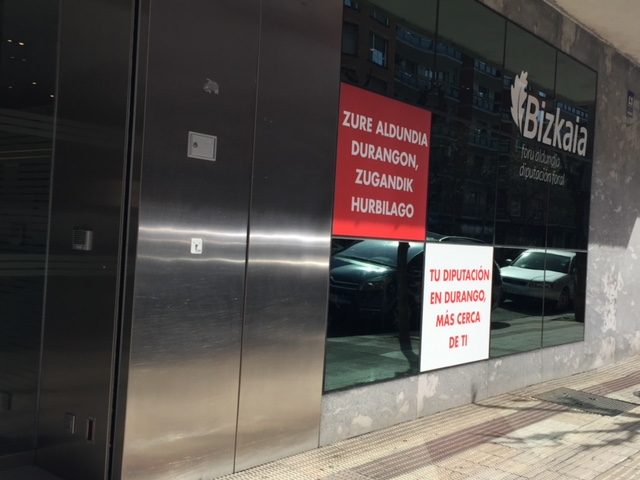 ZURE ALDUNDIA
DURANGON,
ZUGANDIK
HURBILAGO
Bizkaia
foru aldundia
diputación foral
TU DIPUTACIÓN
EN DURANGO,
MÁS CERCA
DE TI